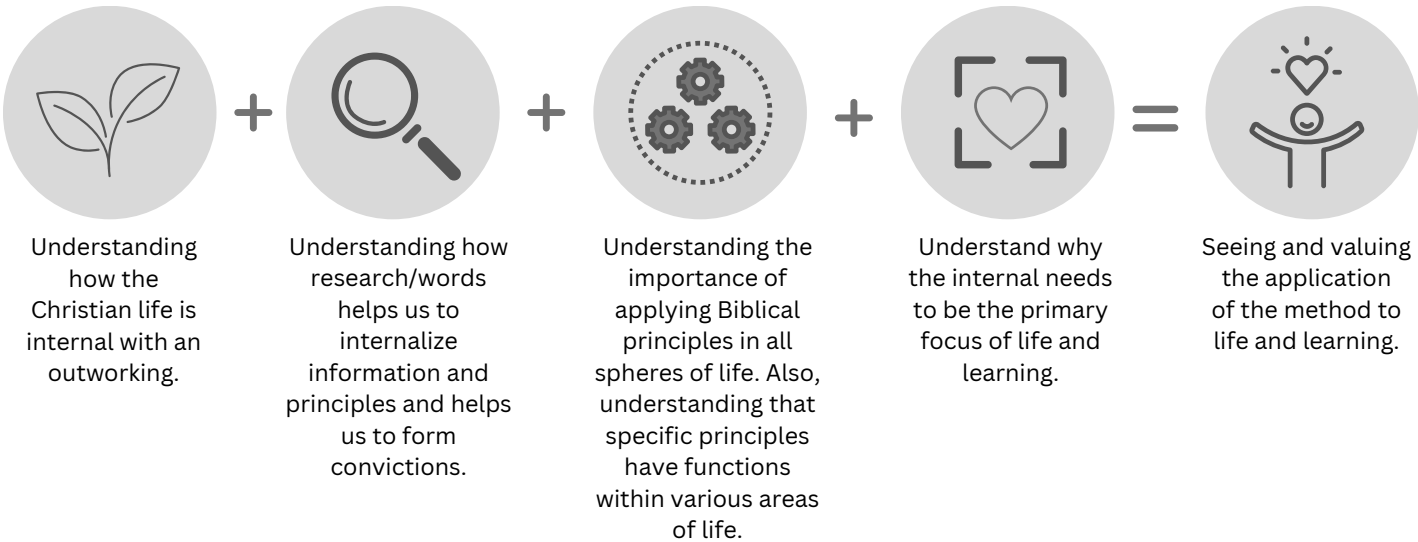 Understanding
how the
Christian life is
internal with an
outworking.
Understanding how
research/words
helps us to
internalize
information and
principles and helps
us to form
convictions.
Understanding the
importance of
applying Biblical
principles in all
spheres of life. Also,
understanding that
specific principles
have functions
within various areas
of life.
Understand why
the internal needs
to be the primary
focus of life and
learning.
Seeing and valuing
the application
of the method to
life and learning.